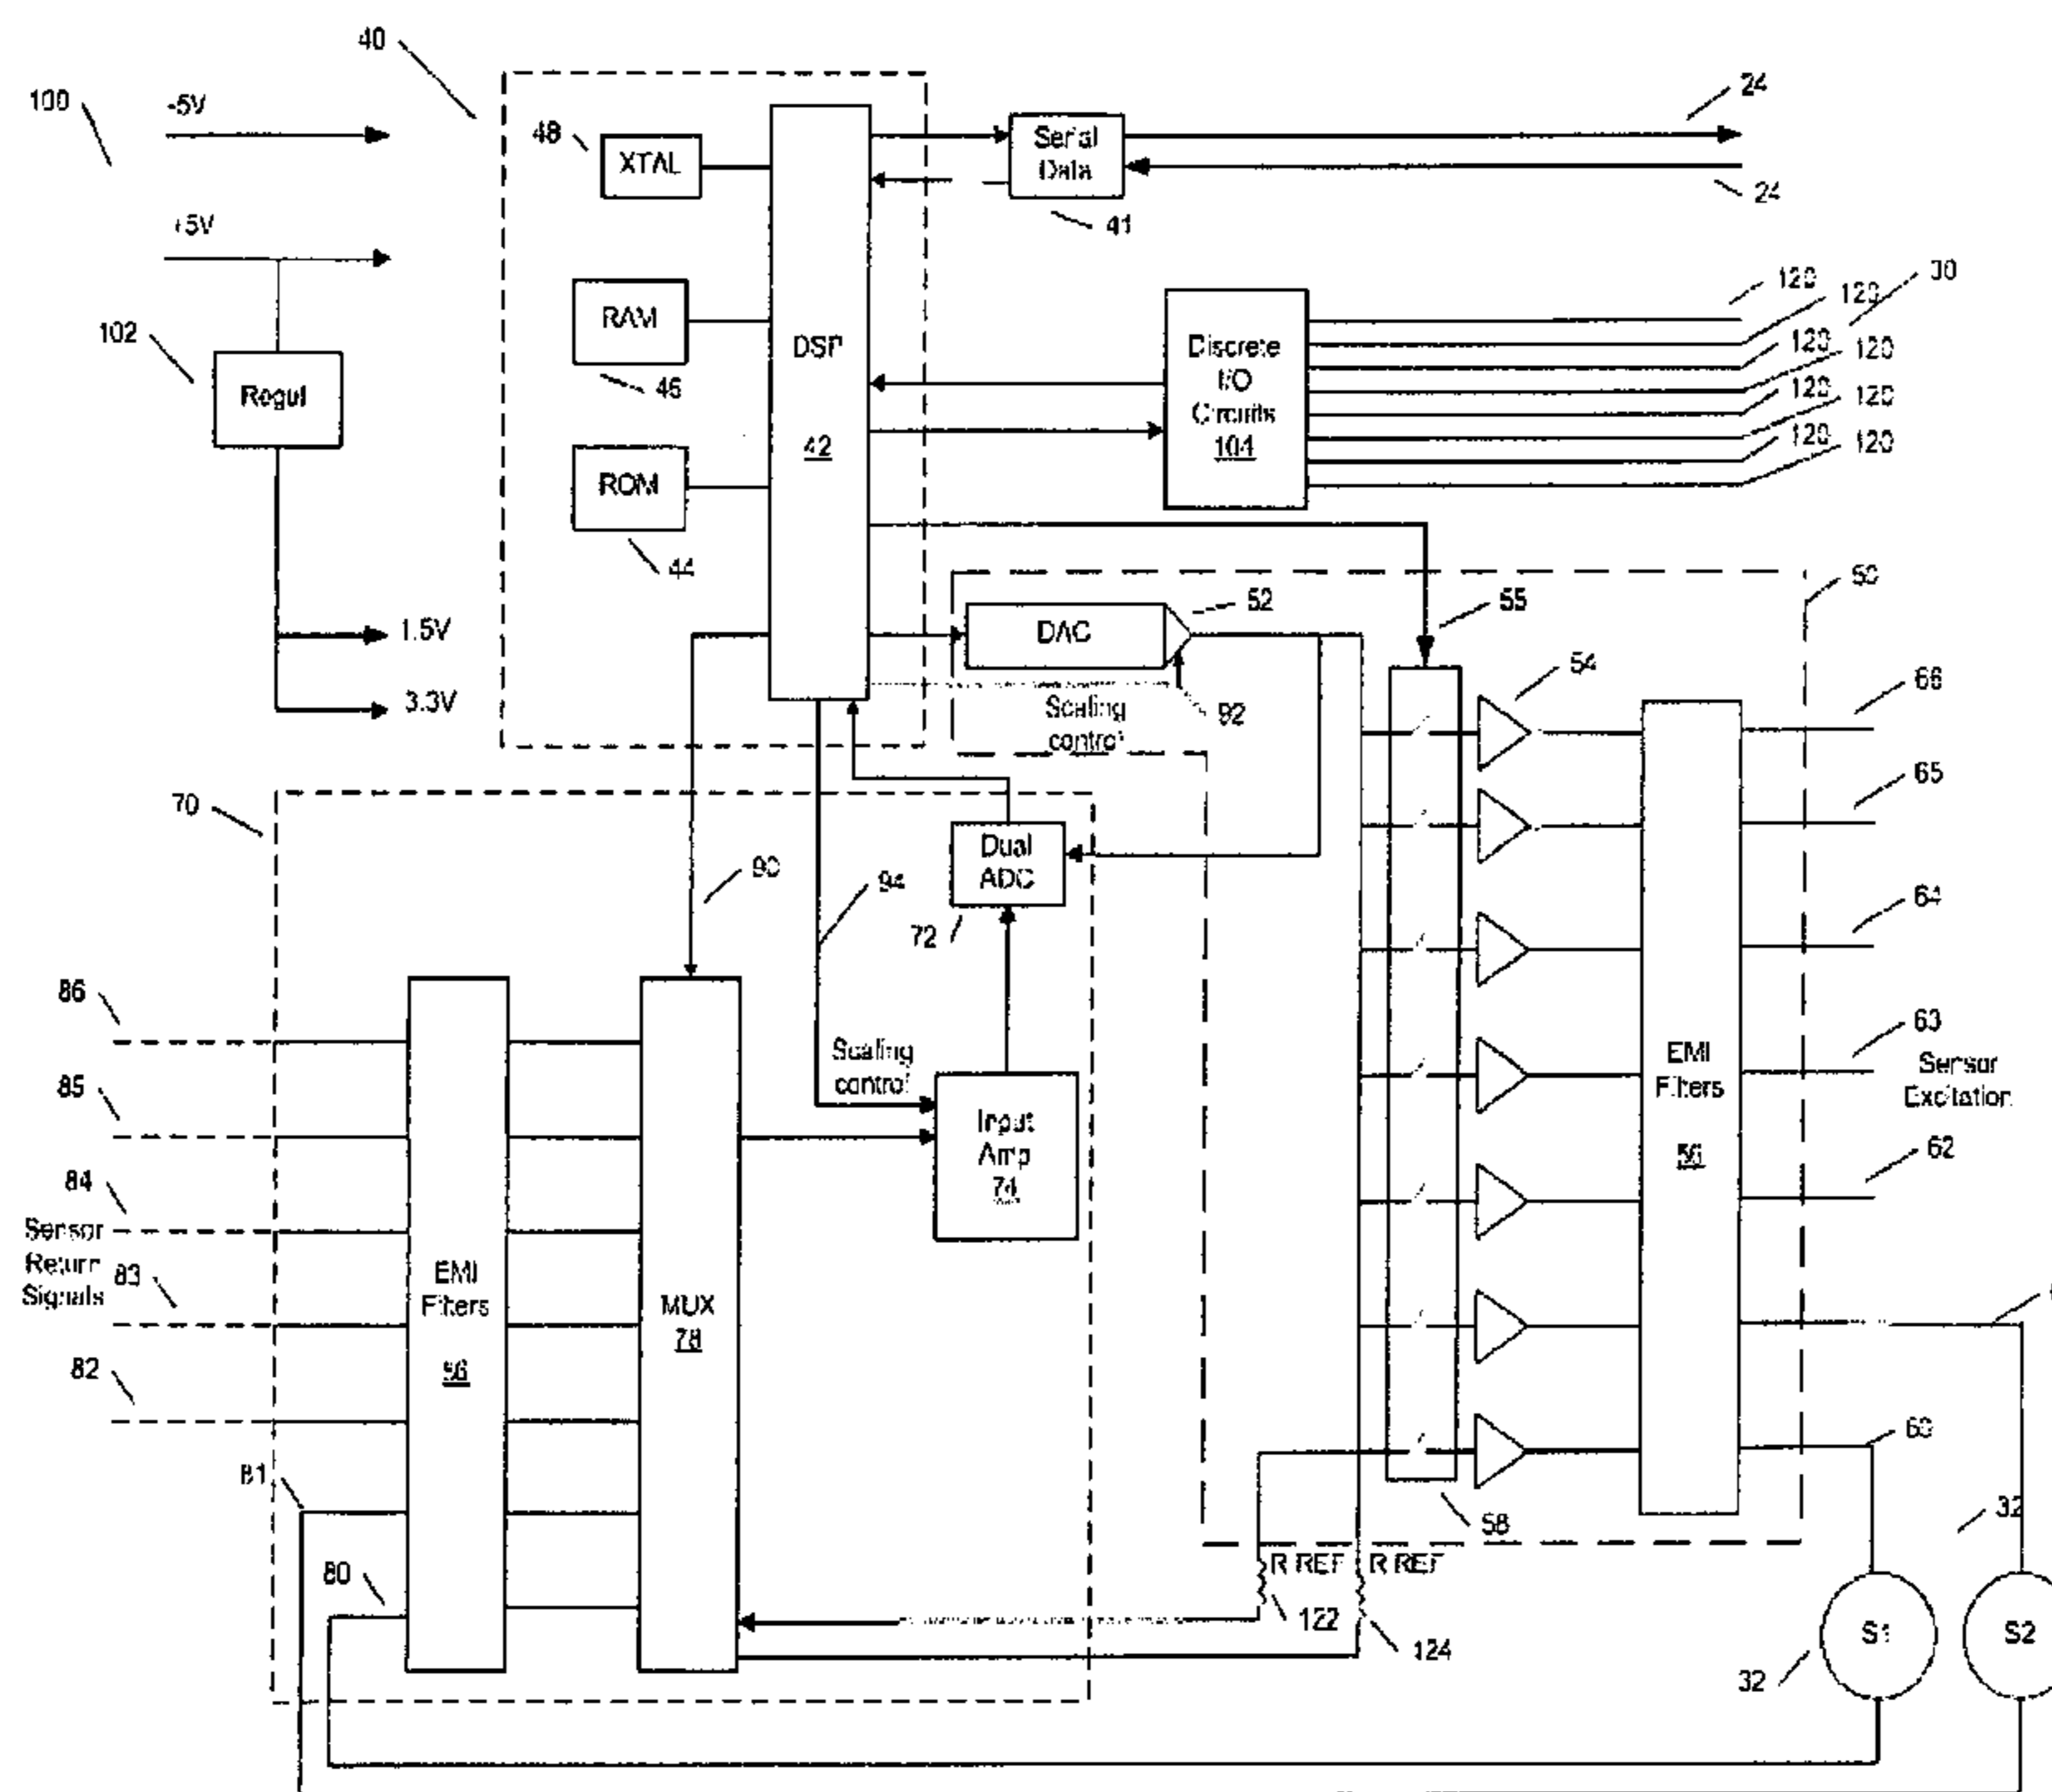 40
100
-5V
48
XTAL
Serial
Data
24
24
41
+5V
102
Regul
RAM
46
DSP
42
ROM
44
Discrete
I/O
Circuits
104
120
120
120
120
120
120
120
120
30
1.5V
3.3V
DAC
52
55
50
Scaling
control
92
54
66
65
64
63
Sensor
Excitation
62
70
90
94
Dual
ADC
72
86
85
84
Sensor
Return
Signals
83
82
81
80
EMI
Filters
56
MUX
78
Scaling
control
Input
Amp
74
EMI
Filters
56
60
58
R REF
R REF
122
124
32
32
S1
S2